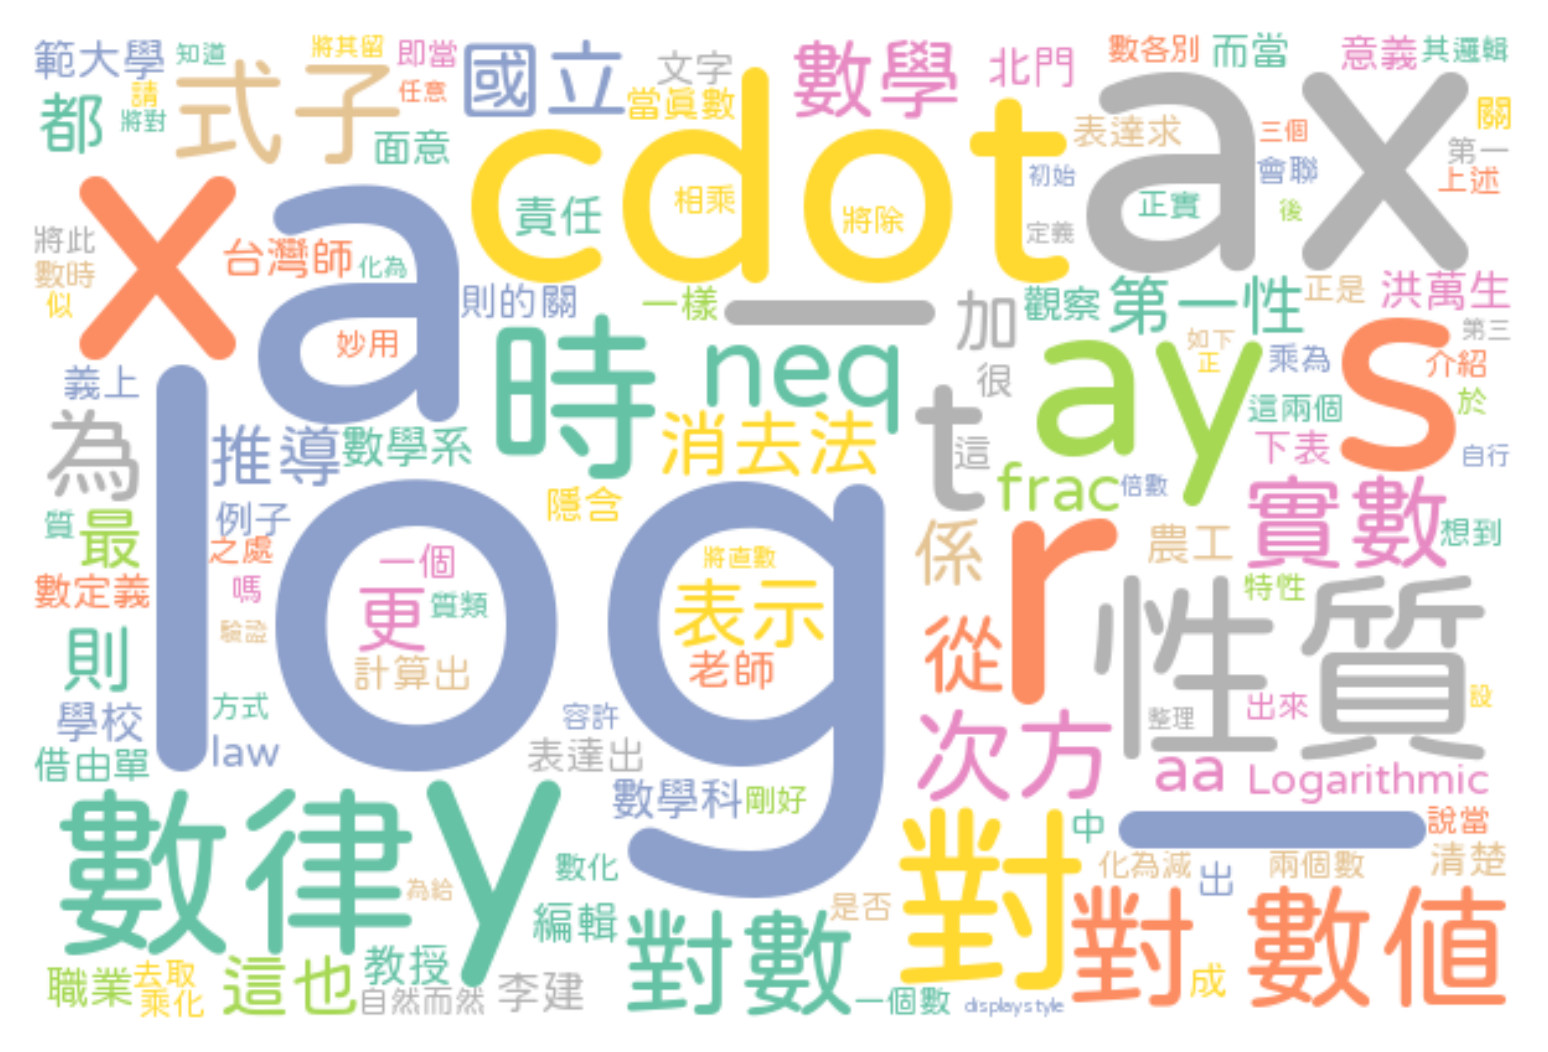 範大學 知道 將其留 即當 國立 文字 數學 北門 數各別 而當 意義 其邏輯
都 請 將對 式子 任意 面意 當真數 cdot ax 表達求 三個 關
責任 相乘 將除 初始 定義 正實 會聯 後 第一 上述
x a 將此 數時 似 台灣師 化為 妙用
則的關 一樣 — 加 觀察 第一性 正是 洪萬生
義上 時 neq 很 ay 如下 正 乘為 s 第三 介紹
為 推導 數學系 消去法 t 這 這兩個 下表 於 自行
log 隱含 frac 倍數 實數 想到
質 最 例子 之處 一個 將直數 係 r 農工 特性
數定義 嗎 更 質類 表示 從 性質
則 驗證 計算出 老師 整理 出來 設
學校 方式 容許 次方
借由單 law 表達出 aa Logarithmic
數律 y 數學科 剛好 對 中 — 說當
為給 數化 化為減 出 兩個數 清楚
編輯 對數 是否 對 數值
職業 去取 乘化 這也 教授 自然而然 李建 一個數 displaystyle 成